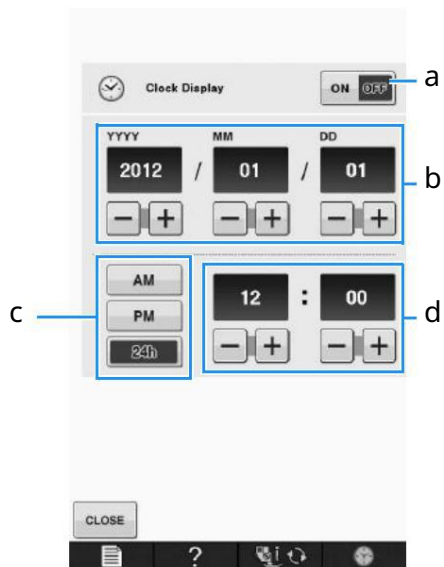 Clock Display
ON OFF
a
YYYY MM DD
2012 / 01 / 01
b
− + − + − +
c
AM
PM
24h
12 : 00
d
− + − +
CLOSE
?